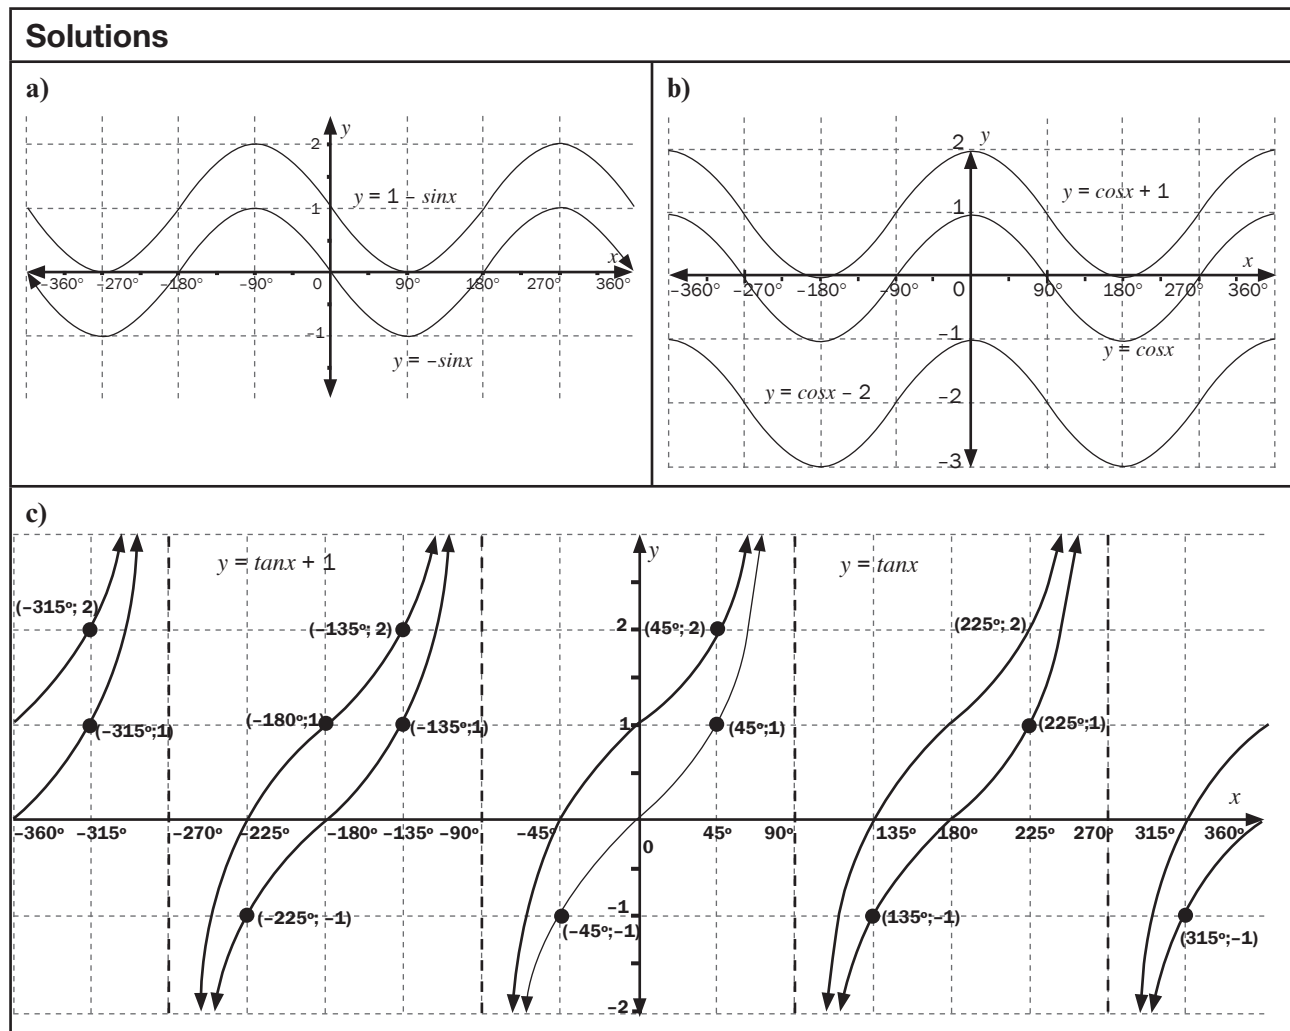 Solutions
a)
y
2
y = 1 – sinx
1
x
–360° –270° –180° –90° 0 90° 180° 270° 360°
–1
y = –sinx
b)
y
2
y = cosx + 1
1
x
–360° –270° –180° –90° 0 90° 180° 270° 360°
–1
y = cosx
y = cosx – 2
–2
–3
c)
y = tanx + 1
y
y = tanx
(–315º; 2)
(–135º; 2)
2
(45º; 2)
(225º; 2)
(–180º;1)
(–315º;1)
(–135º;1)
1
(45º;1)
(225º;1)
x
–360º –315º –270º –225º –180º –135º –90º –45º 45º 90º 135º 180º 225º 270º 315º 360º
0
–1
(–225º; –1)
(–45º;–1)
(135º;–1)
(315º;–1)
–2